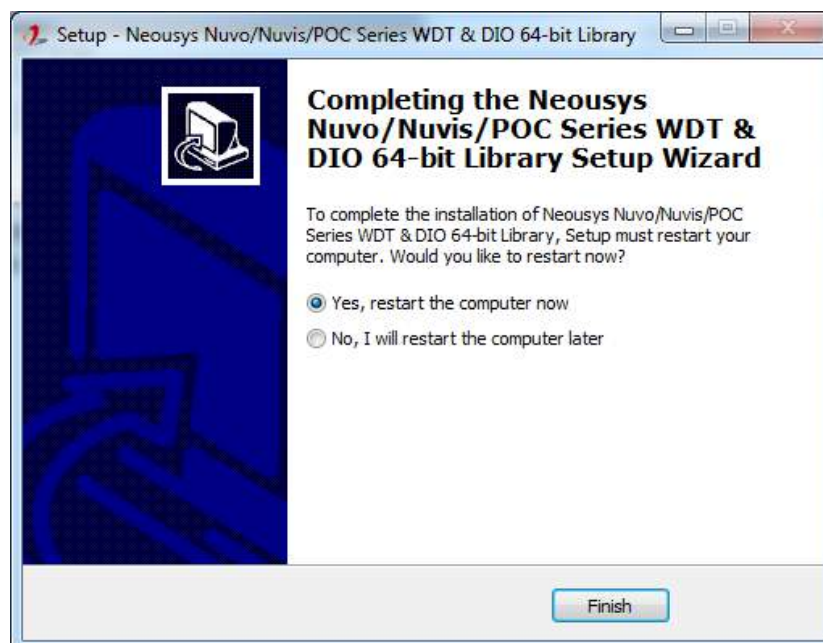 Setup - Neousys Nuvo/Nuvis/POC Series WDT & DIO 64-bit Library
Completing the Neousys
Nuvo/Nuvis/POC Series WDT &
DIO 64-bit Library Setup Wizard
To complete the installation of Neousys Nuvo/Nuvis/POC
Series WDT & DIO 64-bit Library, Setup must restart your
computer. Would you like to restart now?
Yes, restart the computer now
No, I will restart the computer later
Finish